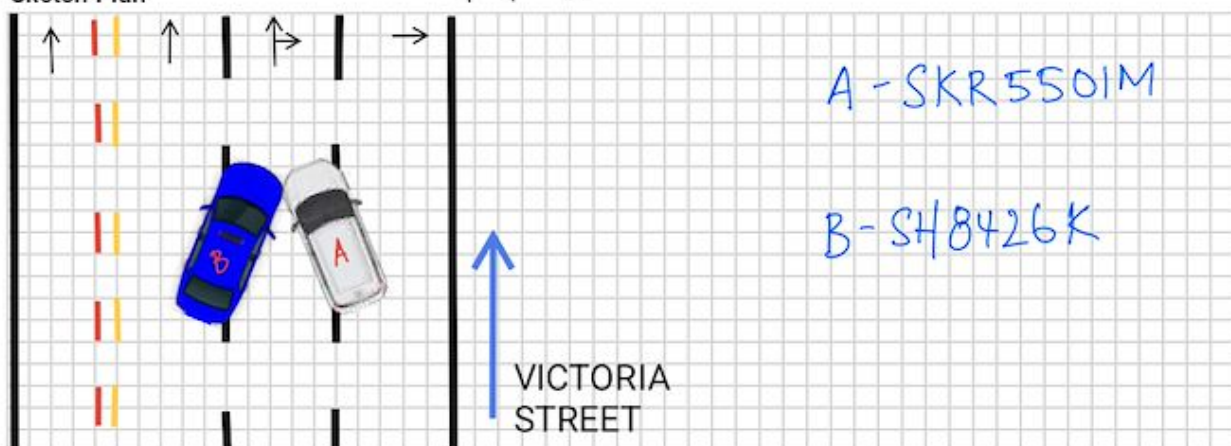 A - SKR5501M
B - SH8426K
B
A
VICTORIA
STREET